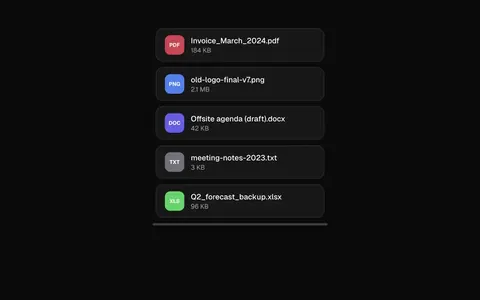 PDF
Invoice_March_2024.pdf
184 KB
PNG
old-logo-final-v7.png
2.1 MB
DOC
Offsite agenda (draft).docx
42 KB
TXT
meeting-notes-2023.txt
3 KB
XLS
Q2_forecast_backup.xlsx
96 KB